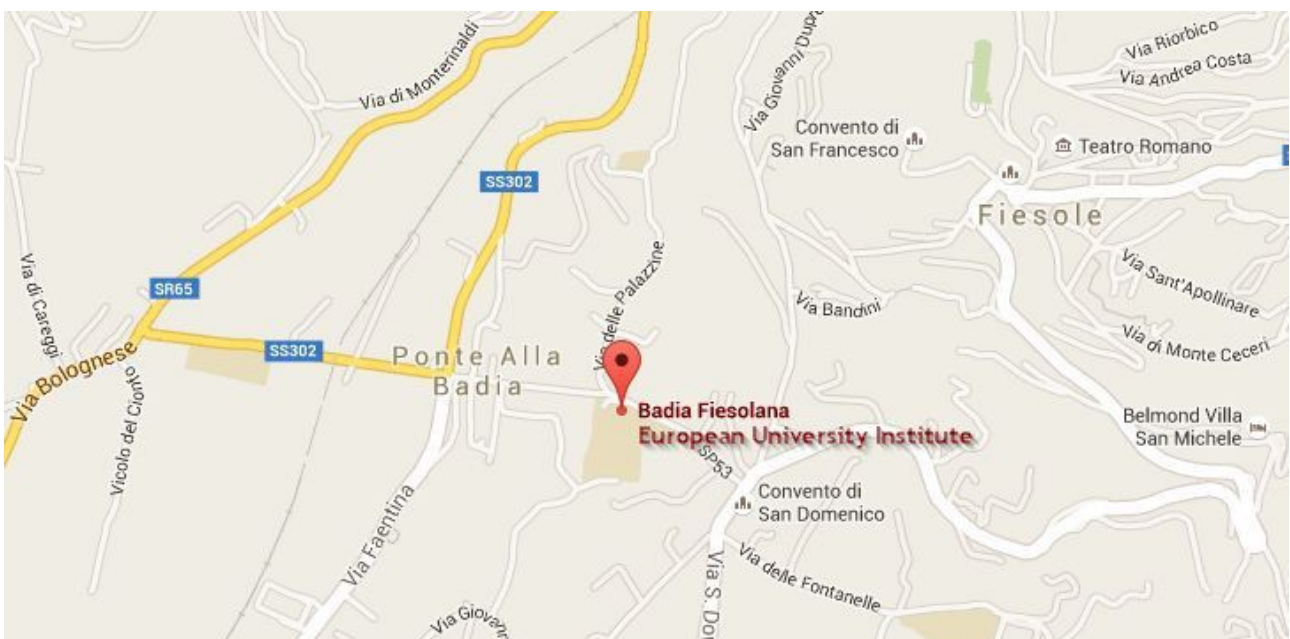 Via di Monterinaldi
Via Giovanni Dupr
Via Riorbico
Via Andrea Costa
Convento di
San Francesco
Teatro Romano
SS302
Fiesole
Via di Careggi
SR65
Via delle Palazzine
Via Sant'Apollinare
Via Bandini
Via di Monte Ceceri
SS302
Ponte Alla
Badia
Via Bolognese
Vicolo del Cionfo
Badia Fiesolana
European University Institute
SP53
Belmond Villa
San Michele
Convento di
San Domenico
Via Faentina
Via delle Fontanelle
Via S. Do
Via Giovan